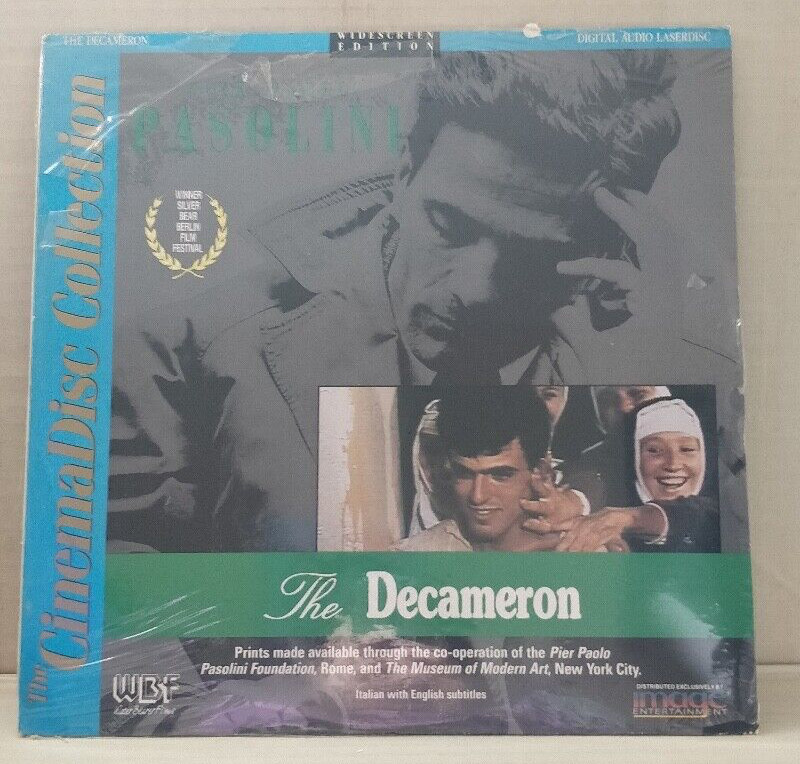 THE DECAMERON
WIDESCREEN
EDITION
DIGITAL AUDIO LASERDISC
The CinemaDisc Collection
PASOLINI
WINNER
SILVER
BEAR
BERLIN
FILM
FESTIVAL
The Decameron
Prints made available through the co-operation of the Pier Paolo
Pasolini Foundation, Rome, and The Museum of Modern Art, New York City.
Italian with English subtitles
WBF
DISTRIBUTED EXCLUSIVELY BY
image
ENTERTAINMENT